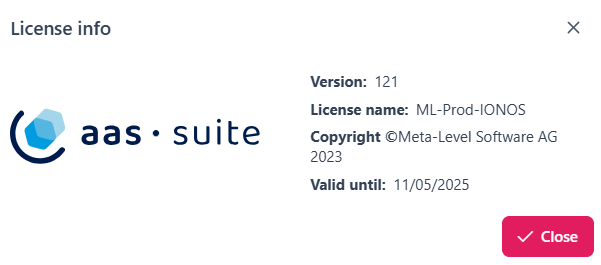 License info
aas · suite
Version: 121
License name: ML-Prod-IONOS
Copyright ©Meta-Level Software AG
2023
Valid until: 11/05/2025
Close